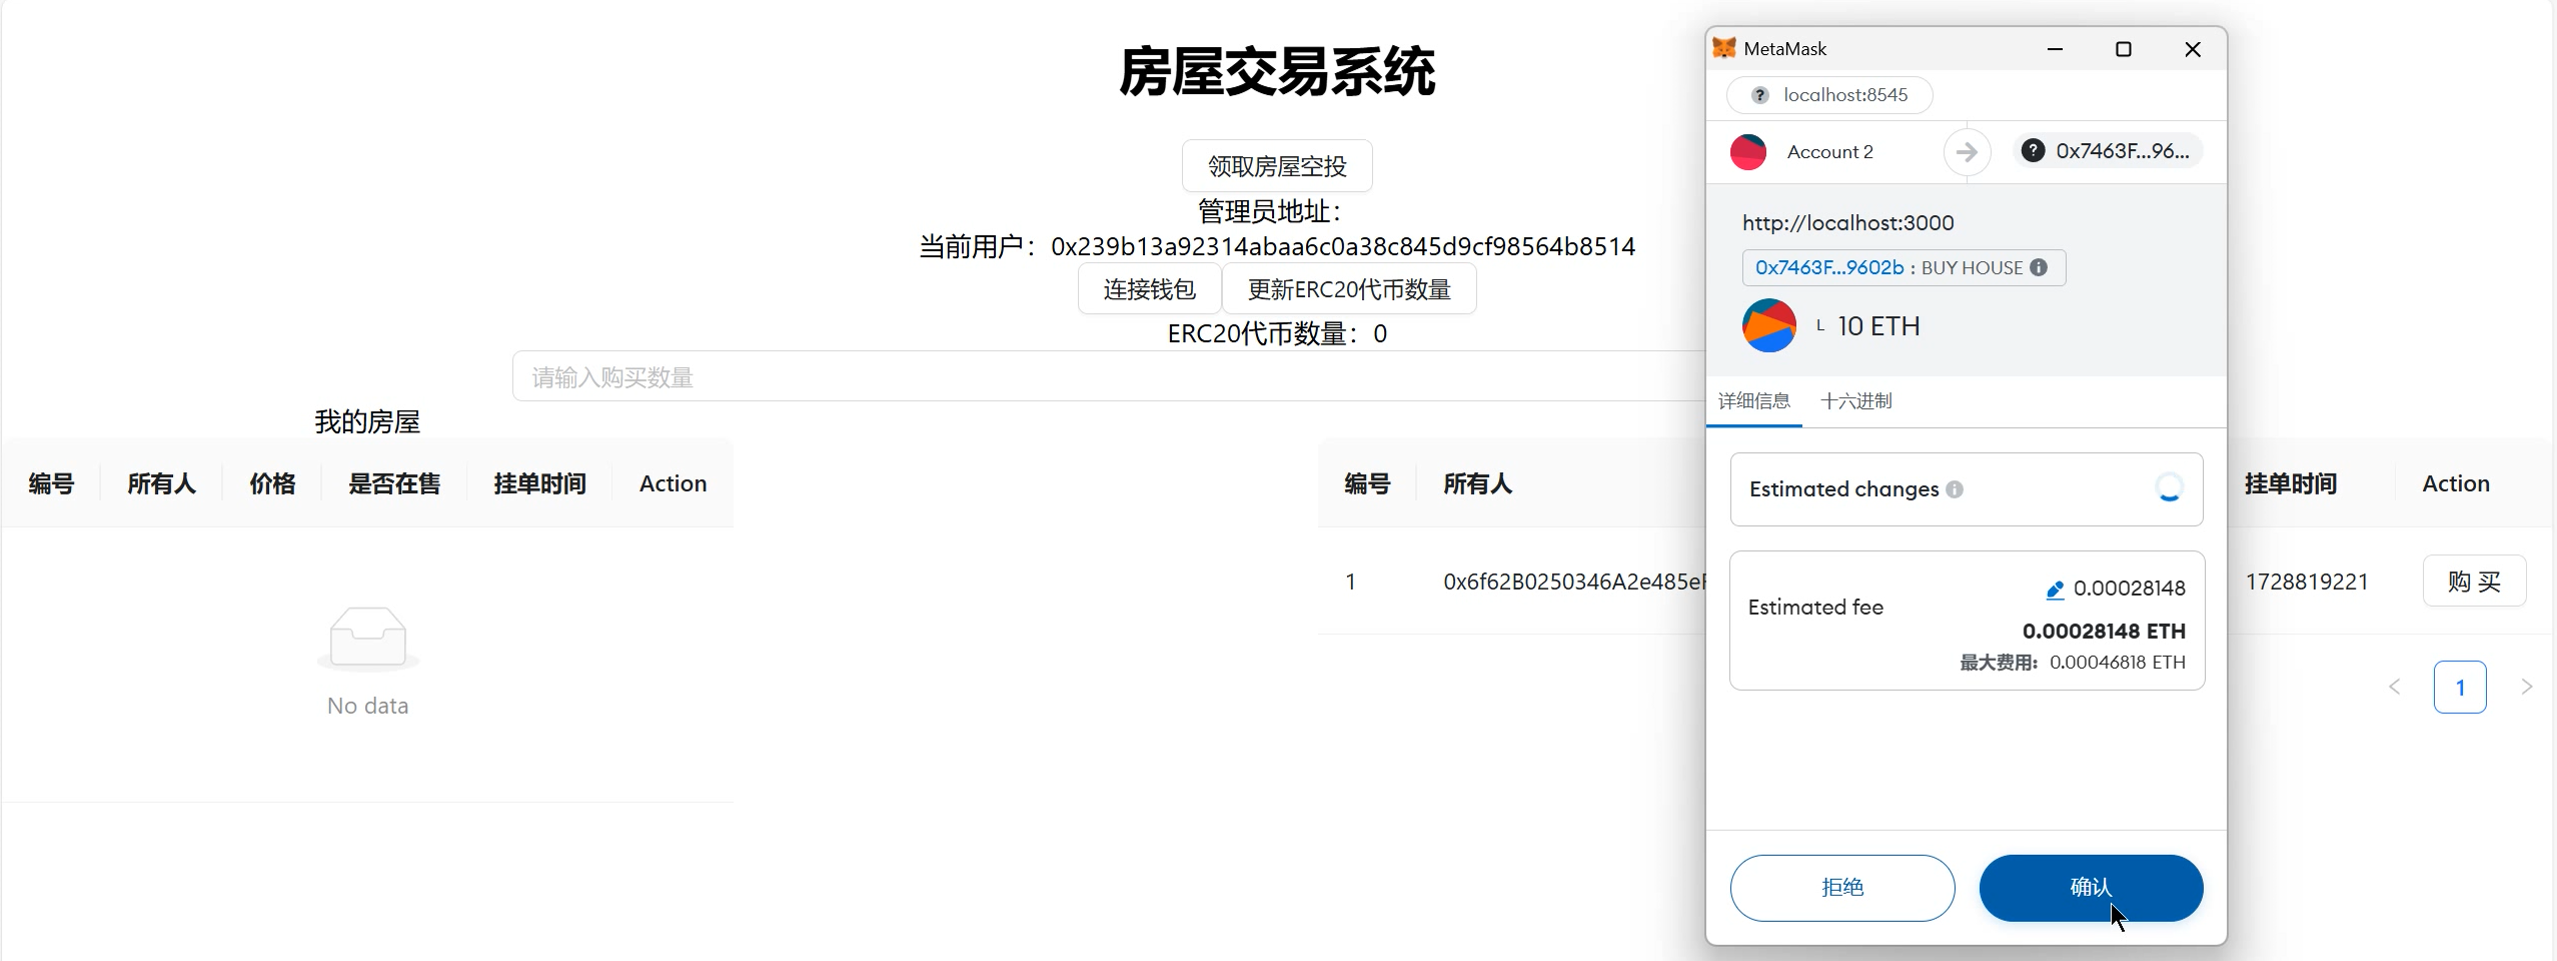 房屋交易系统
领取房屋空投
管理员地址：
当前用户：0x239b13a92314abaa6c0a38c845d9cf98564b8514
连接钱包 更新ERC20代币数量
ERC20代币数量：0
请输入购买数量
我的房屋
编号 所有人 价格 是否在售 挂单时间 Action
No data
编号 所有人 挂单时间 Action
1 0x6f62B0250346A2e485e 1728819221 购 买
1
MetaMask
localhost:8545
Account 2 0x7463F...96...
http://localhost:3000
0x7463F...9602b : BUY HOUSE
L 10 ETH
详细信息 十六进制
Estimated changes
Estimated fee
0.00028148
0.00028148 ETH
最大费用: 0.00046818 ETH
拒绝 确认